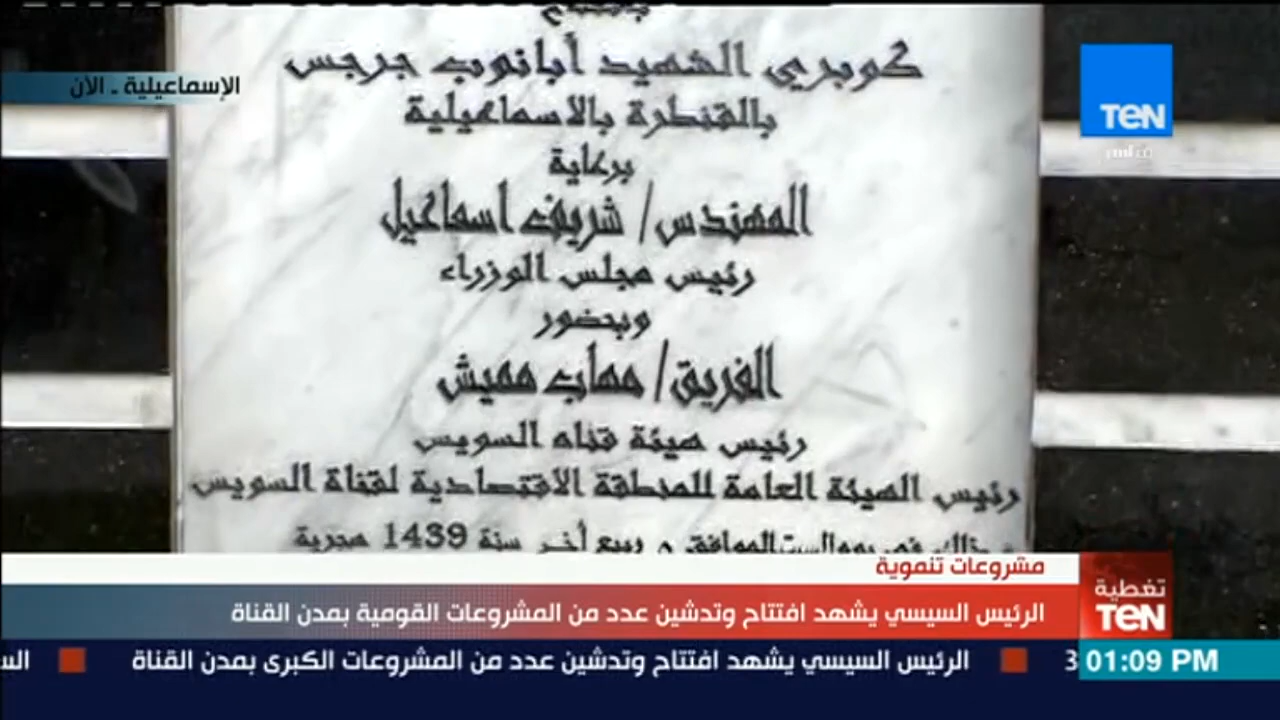 كوبري الشهيد أبانوب جرجس
بالقنطرة بالاسماعيلية
برعاية
المهندس/ شريف اسماعيل
رئيس مجلس الوزراء
وبحضور
الفريق/ مهاب مميش
رئيس هيئة قناه السويس
رئيس الهيئة العامة للمنطقة الاقتصادية لقناة السويس
ربيع أخر سنة 1439 هجرية
الإسماعيلية - الآن
TEN
مشروعات تنموية
الرئيس السيسي يشهد افتتاح وتدشين عدد من المشروعات القومية بمدن القناة
تغطية
TEN
الرئيس السيسي يشهد افتتاح وتدشين عدد من المشروعات الكبرى بمدن القناة
01:09 PM